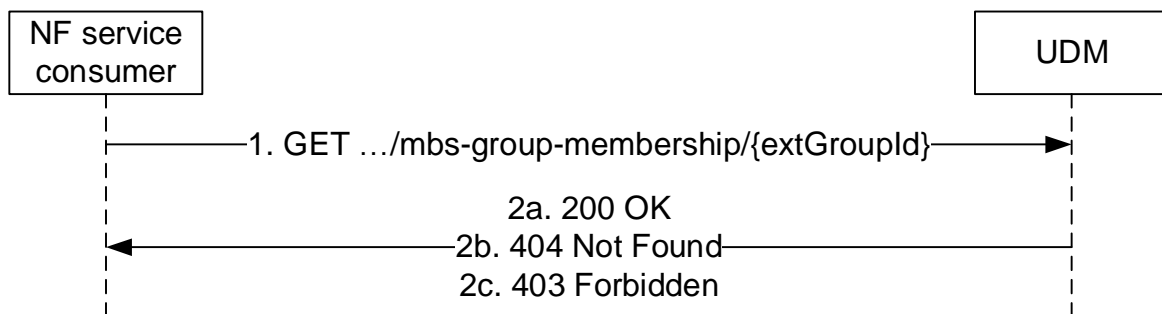 NF service
consumer
UDM
1. GET …/mbs-group-membership/{extGroupId}
2a. 200 OK
2b. 404 Not Found
2c. 403 Forbidden